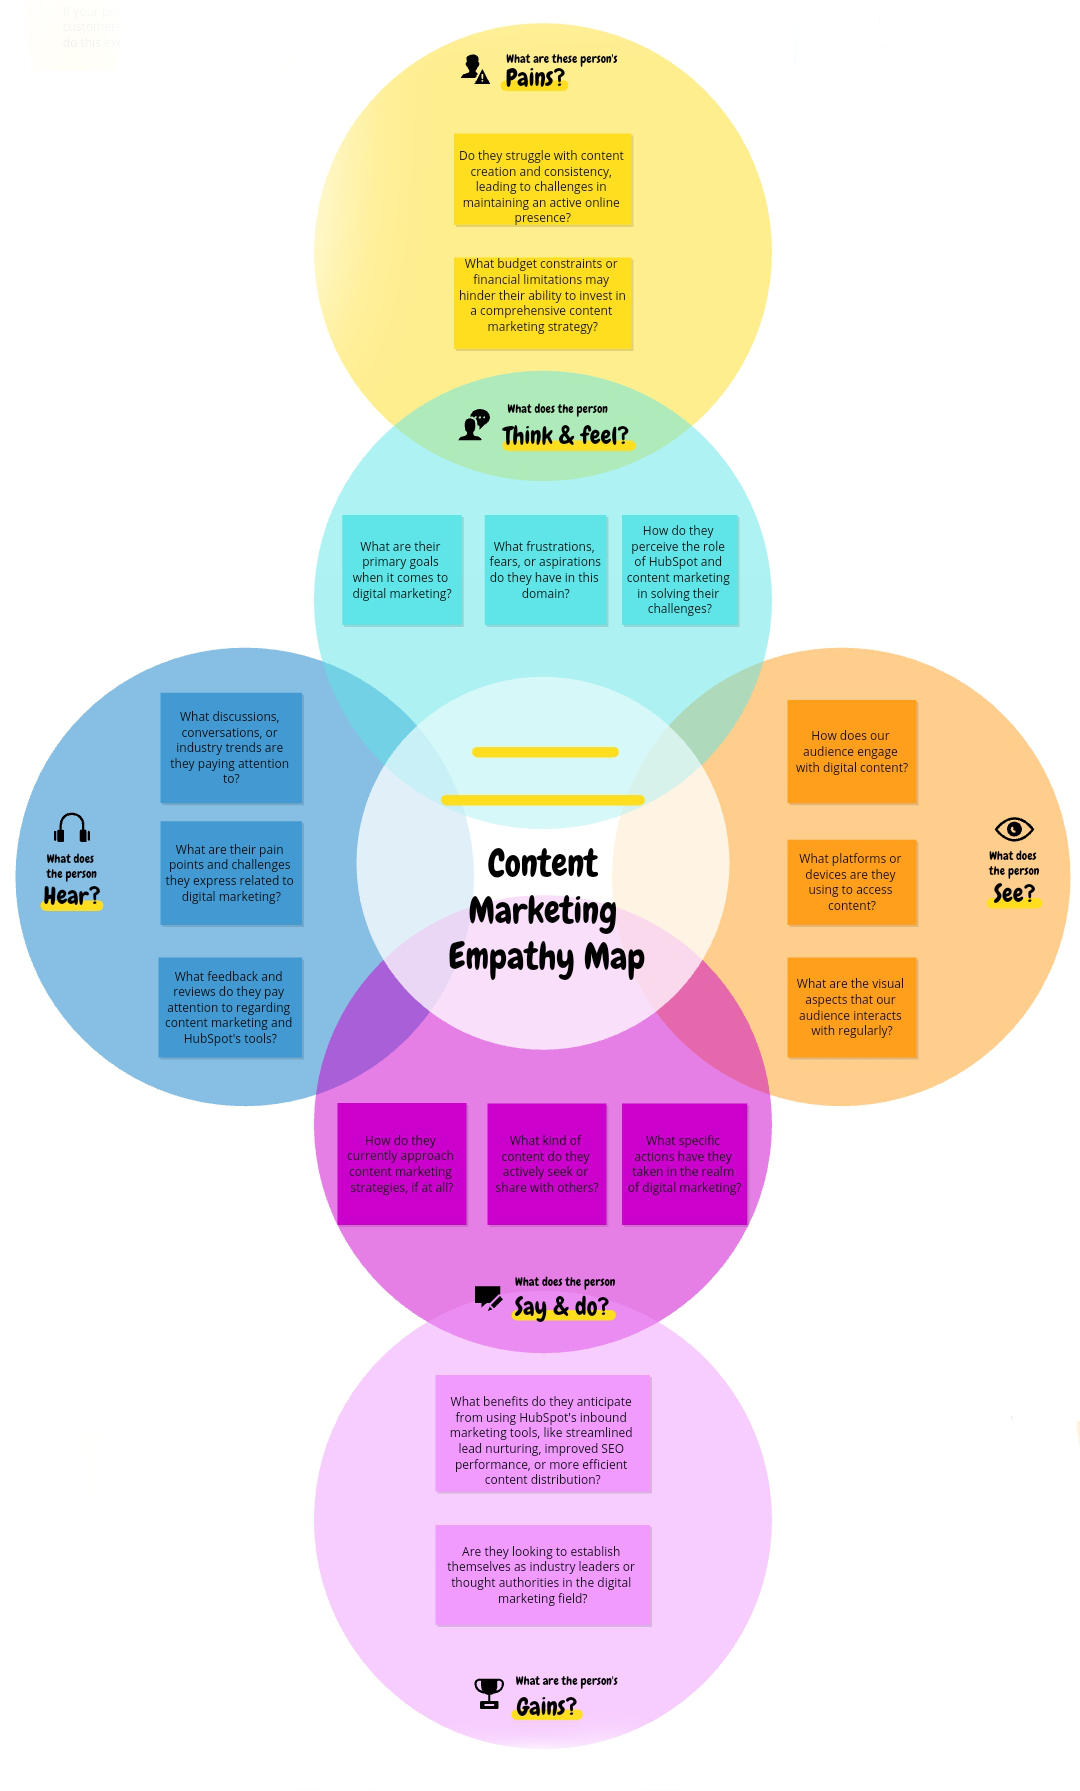 If your
customers
do this
What are these person's
Pains?
Do they struggle with content
creation and consistency,
leading to challenges in
maintaining an active online
presence?
What budget constraints or
financial limitations may
hinder their ability to invest in
a comprehensive content
marketing strategy?
What does the person
Think & feel?
What are their
primary goals
when it comes to
digital marketing?
What frustrations,
fears, or aspirations
do they have in this
domain?
How do they
perceive the role
of HubSpot and
content marketing
in solving their
challenges?
What discussions,
conversations, or
industry trends are
they paying attention
to?
What are their pain
points and challenges
they express related to
digital marketing?
What feedback and
reviews do they pay
attention to regarding
content marketing and
HubSpot's tools?
What does
the person
Hear?
Content
Marketing
Empathy Map
How does our
audience engage
with digital content?
What platforms or
devices are they
using to access
content?
What are the visual
aspects that our
audience interacts
with regularly?
What does
the person
See?
How do they
currently approach
content marketing
strategies, if at all?
What kind of
content do they
actively seek or
share with others?
What specific
actions have they
taken in the realm
of digital marketing?
What does the person
Say & do?
What benefits do they anticipate
from using HubSpot's inbound
marketing tools, like streamlined
lead nurturing, improved SEO
performance, or more efficient
content distribution?
Are they looking to establish
themselves as industry leaders or
thought authorities in the digital
marketing field?
What are the person's
Gains?